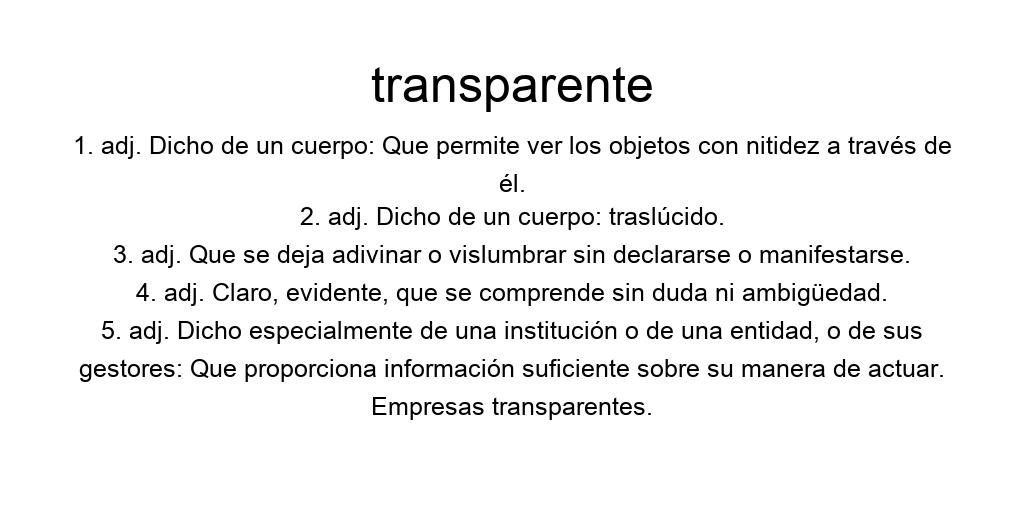 transparente
1. adj. Dicho de un cuerpo: Que permite ver los objetos con nitidez a través de
él.
2. adj. Dicho de un cuerpo: traslúcido.
3. adj. Que se deja adivinar o vislumbrar sin declararse o manifestarse.
4. adj. Claro, evidente, que se comprende sin duda ni ambigüedad.
5. adj. Dicho especialmente de una institución o de una entidad, o de sus
gestores: Que proporciona información suficiente sobre su manera de actuar.
Empresas transparentes.